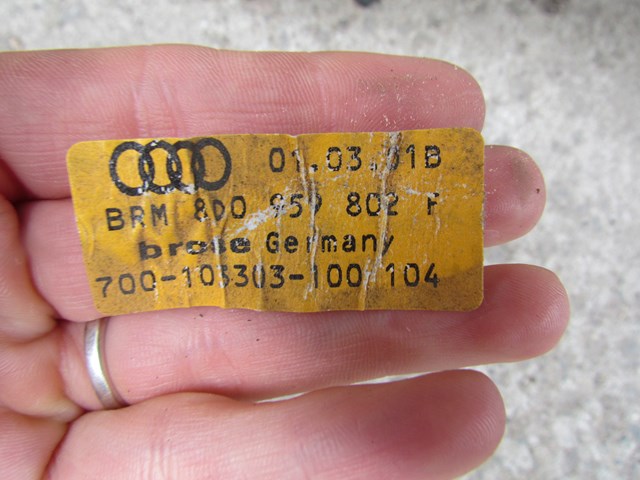 01.03.01B
BRM 8D0 959 802 F
brose Germany
700-103303-100 104